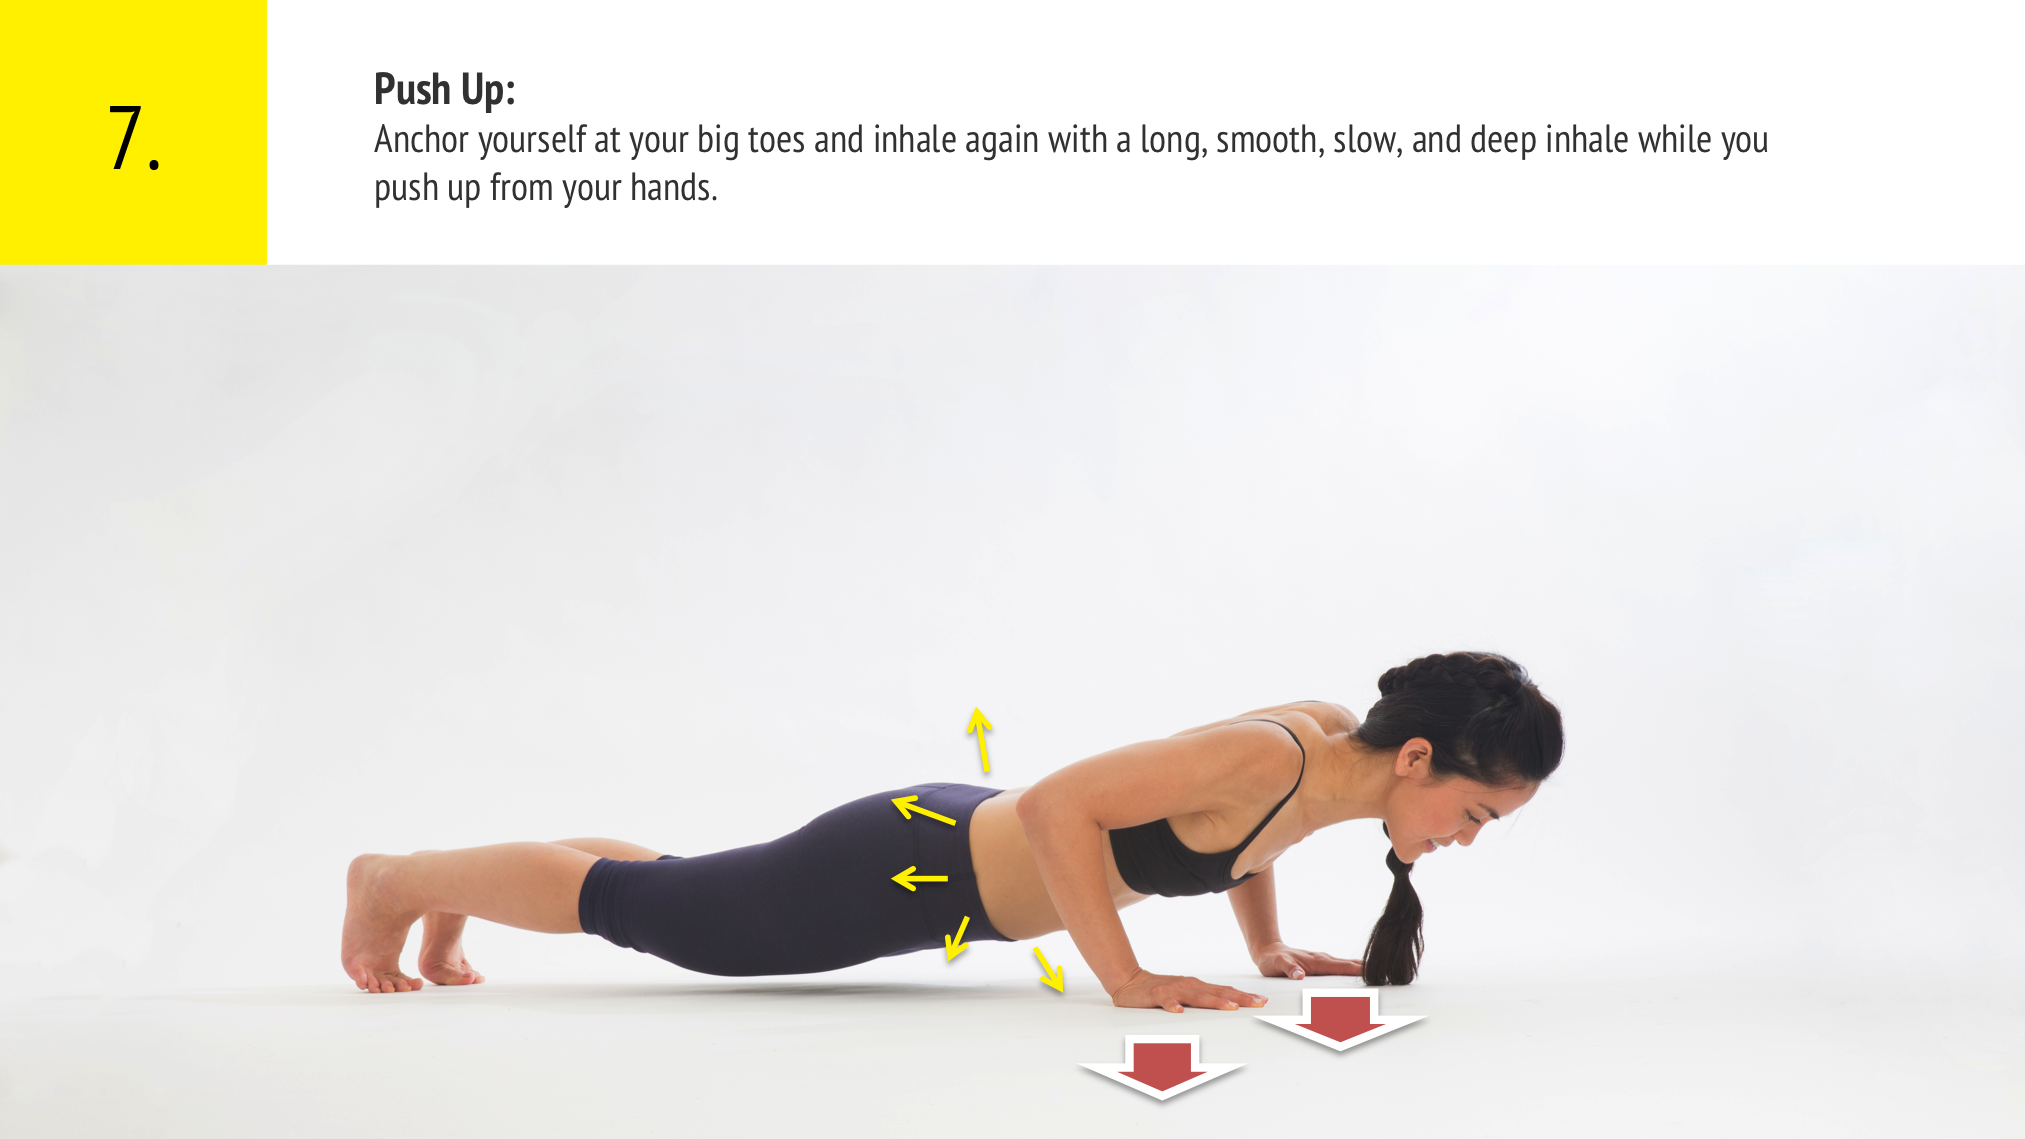 7.
Push Up:
Anchor yourself at your big toes and inhale again with a long, smooth, slow, and deep inhale while you
push up from your hands.